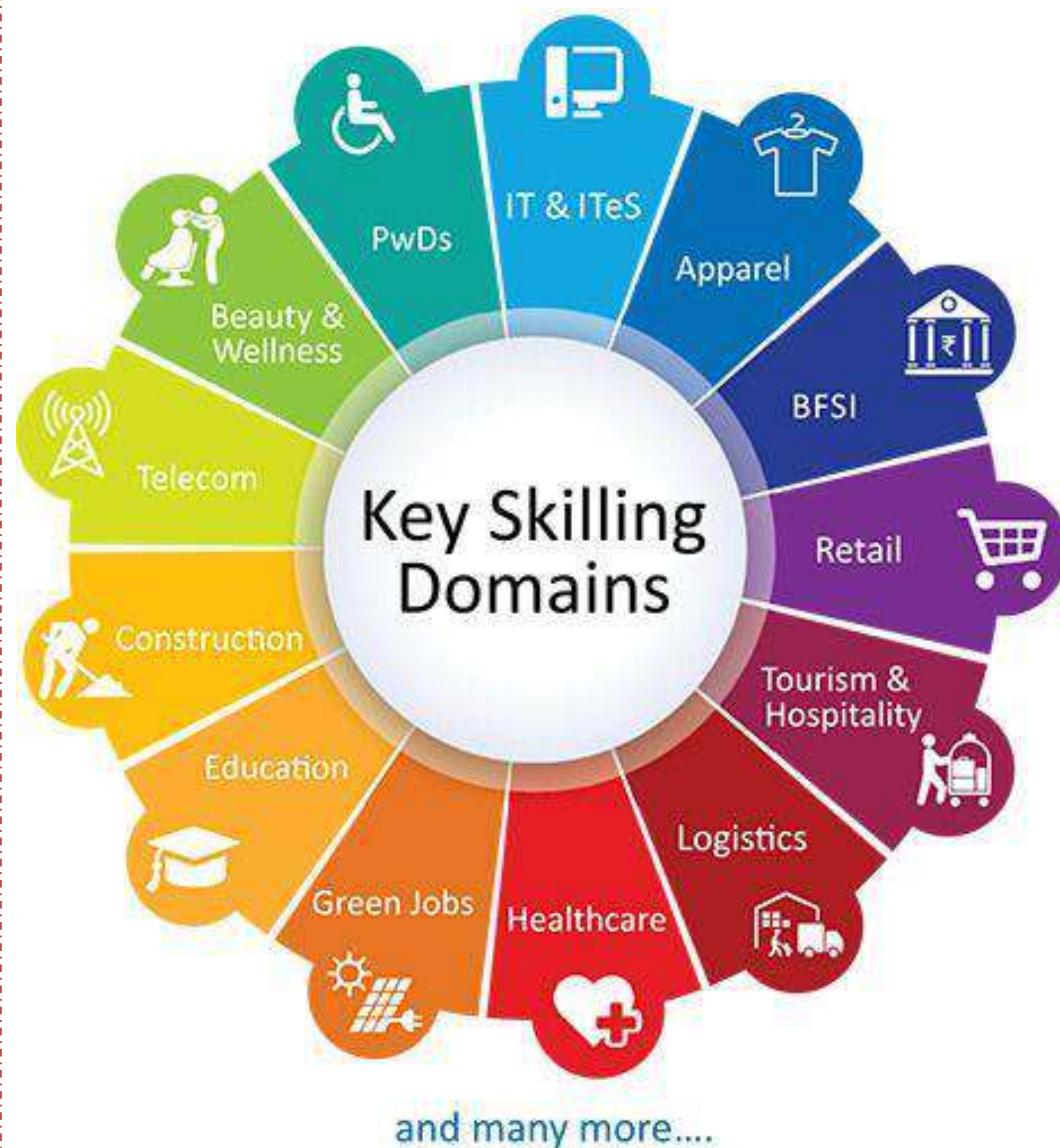 Key Skilling
Domains
IT & ITeS
Apparel
BFSI
₹
Retail
Tourism &
Hospitality
Logistics
Healthcare
Green Jobs
Education
Construction
Telecom
Beauty &
Wellness
PwDs
and many more....